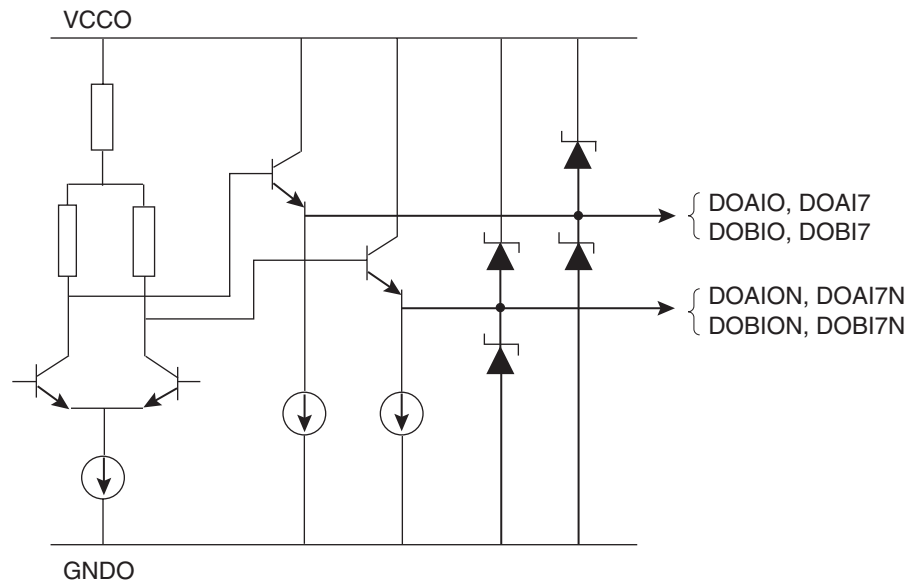 VCCO
DOAIO, DOAI7
DOBIO, DOBI7
DOAION, DOAI7N
DOBION, DOBI7N
GNDO